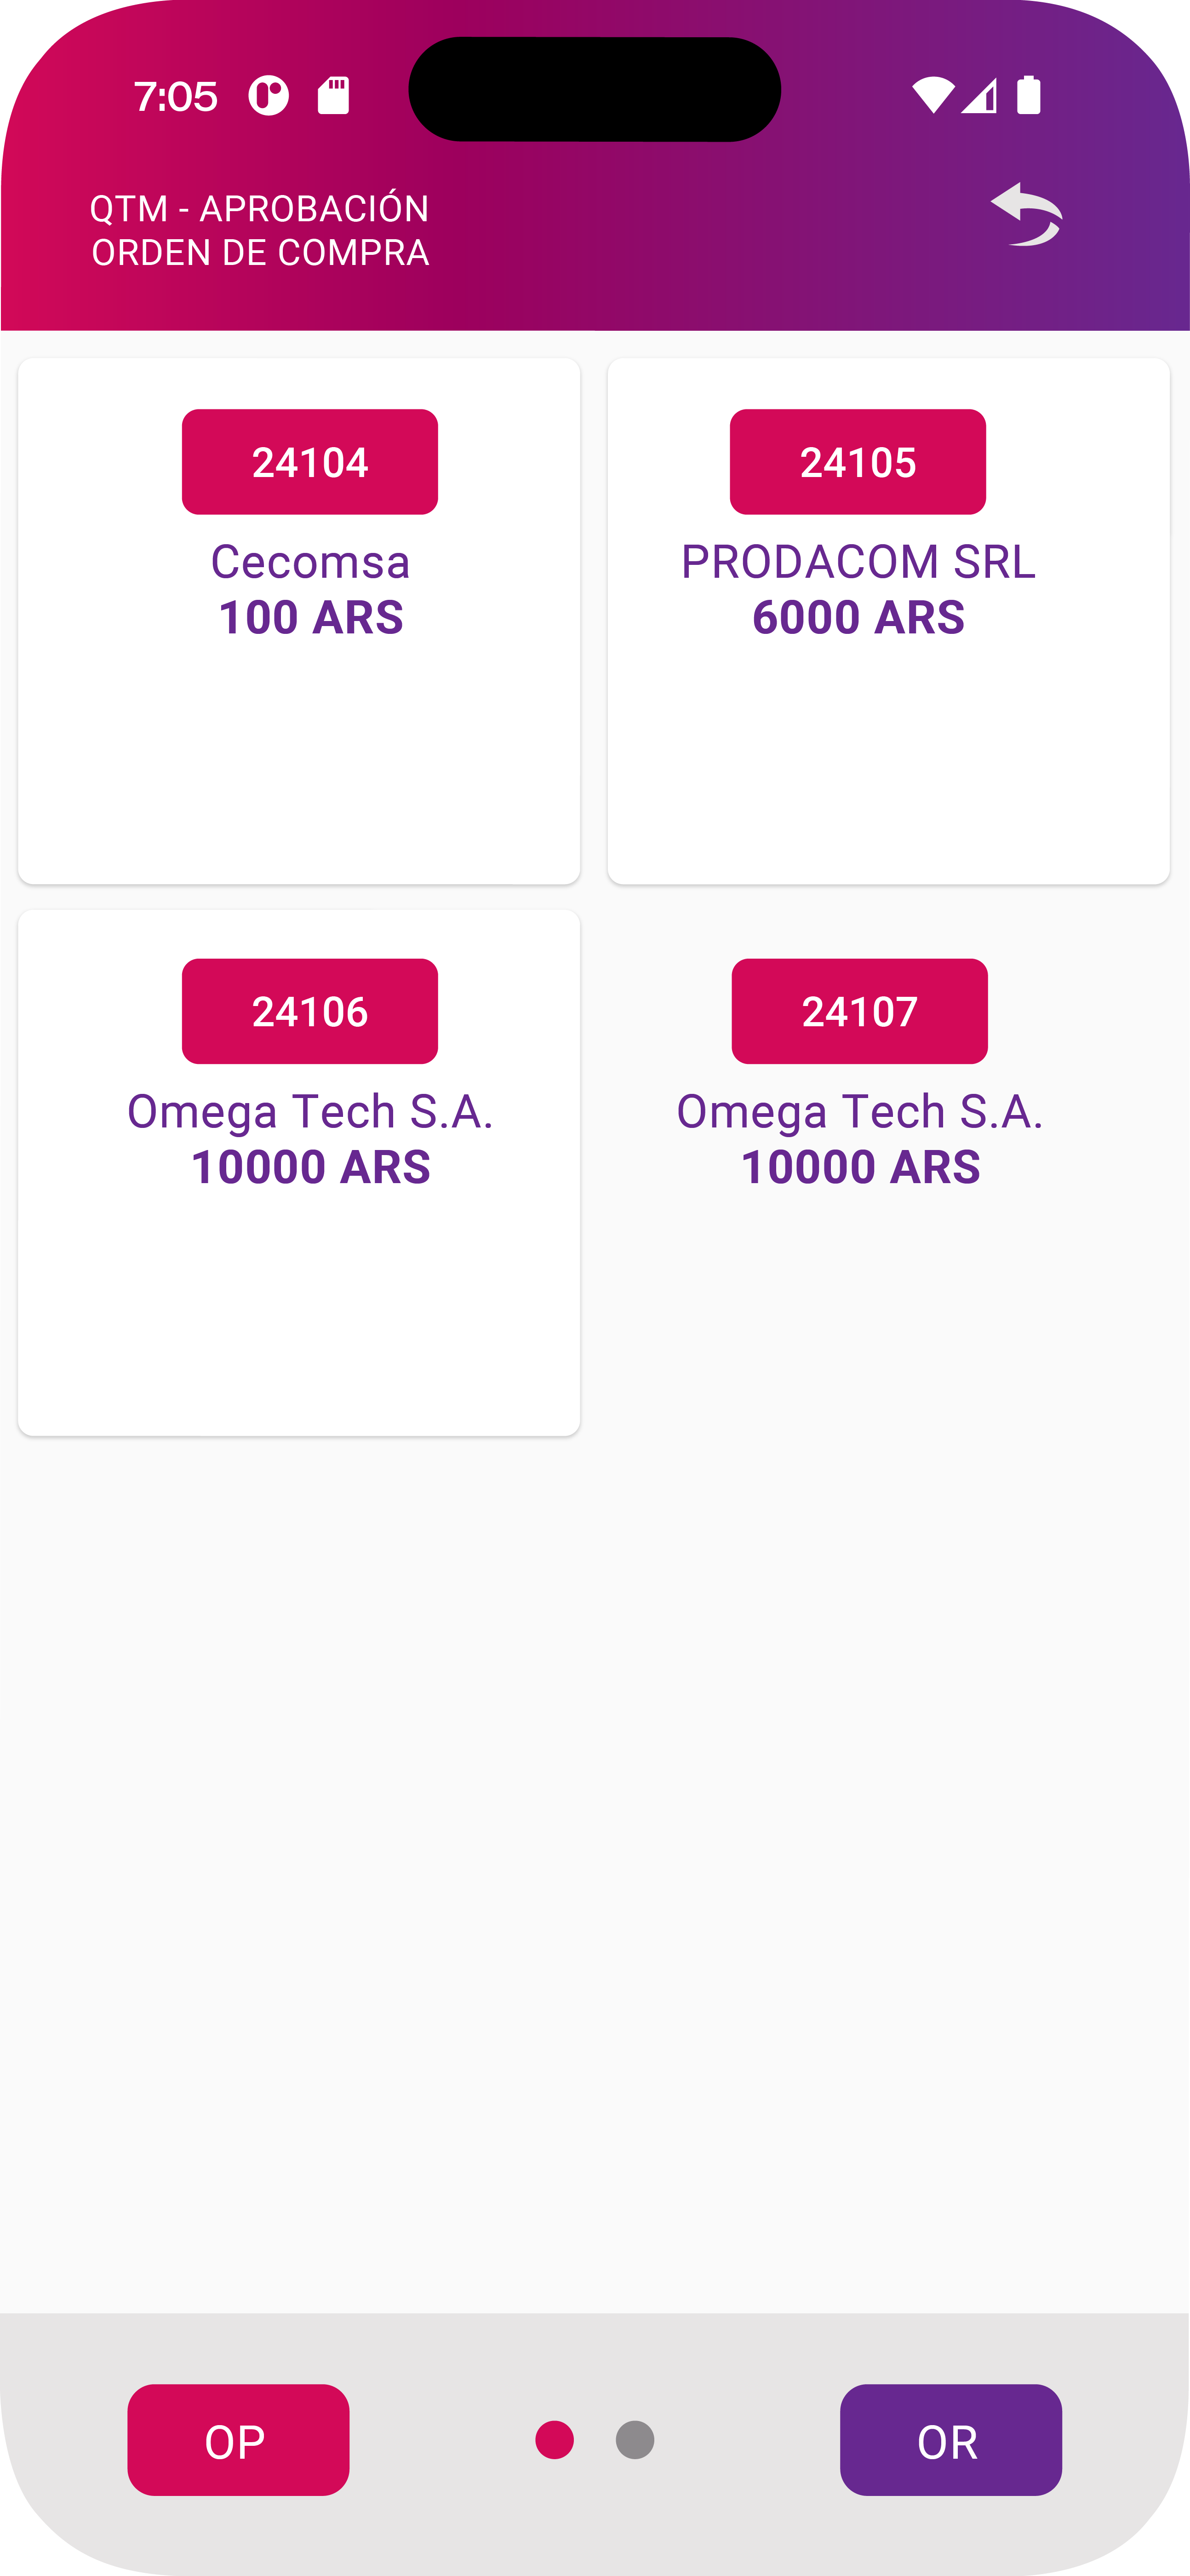 7:05
QTM - APROBACIÓN
ORDEN DE COMPRA
24104
Cecomsa
100 ARS
24105
PRODACOM SRL
6000 ARS
24106
Omega Tech S.A.
10000 ARS
24107
Omega Tech S.A.
10000 ARS
OP
OR